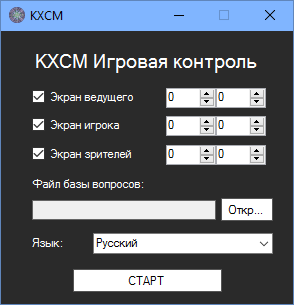 КХСМ
КХСМ Игровая контроль
Экран ведущего 0 0
Экран игрока 0 0
Экран зрителей 0 0
Файл базы вопросов:
Откр...
Язык: Русский
СТАРТ